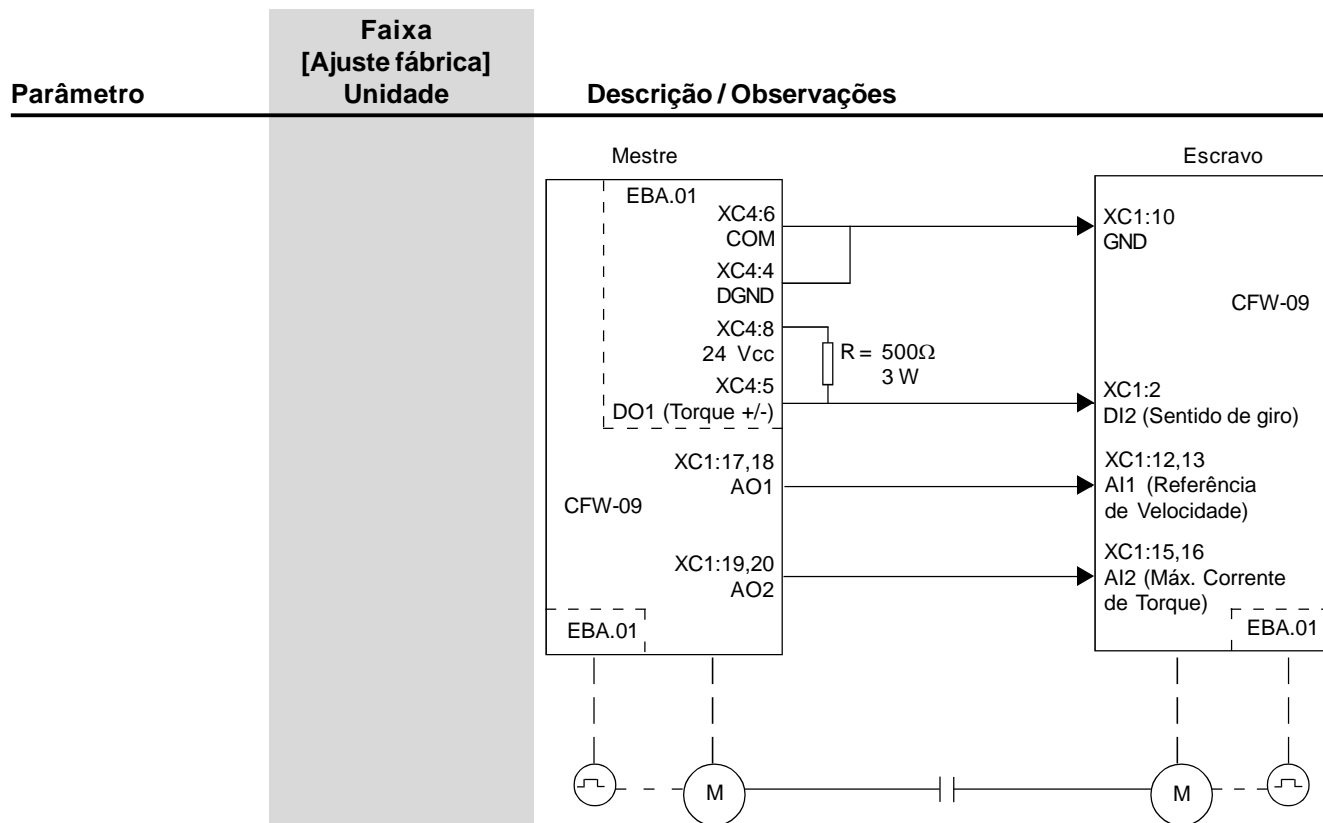 Faixa
[Ajuste fábrica]
Parâmetro Unidade Descrição / Observações
Mestre
Escravo
EBA.01
XC4:6
COM
XC4:4
DGND
XC4:8
24 Vcc
XC4:5
DO1 (Torque +/-)
XC1:17,18
AO1
CFW-09
XC1:19,20
AO2
EBA.01
R = 500Ω
3 W
XC1:10
GND
CFW-09
XC1:2
DI2 (Sentido de giro)
XC1:12,13
AI1 (Referência
de Velocidade)
XC1:15,16
AI2 (Máx. Corrente
de Torque)
EBA.01
M
M